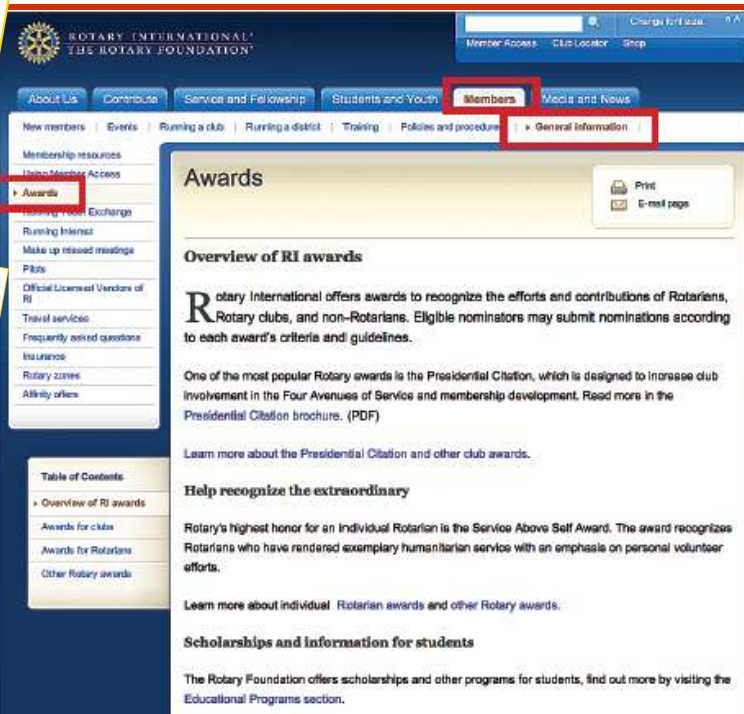 Change font size:
ROTARY INTERNATIONAL®
THE ROTARY FOUNDATION®
Member Access Club Locator Shop
About Us Contribute Service and Fellowship Students and Youth Members Media and News
New members Events Running a club Running a district Training Policies and procedures General information
Membership resources
Using Member Access
Awards
Exchange
Running Interact
Make up missed meetings
Pilots
Official Licensed Vendors of
RI
Travel services
Frequently asked questions
Insurance
Rotary zones
Affinity offers
Table of Contents
Overview of RI awards
Awards for clubs
Awards for Rotarians
Other Rotary awards
Awards
Print
E-mail page
Overview of RI awards
Rotary International offers awards to recognize the efforts and contributions of Rotarians,
Rotary clubs, and non-Rotarians. Eligible nominators may submit nominations according
to each award's criteria and guidelines.
One of the most popular Rotary awards is the Presidential Citation, which is designed to increase club
involvement in the Four Avenues of Service and membership development. Read more in the
Presidential Citation brochure. (PDF)
Learn more about the Presidential Citation and other club awards.
Help recognize the extraordinary
Rotary's highest honor for an individual Rotarian is the Service Above Self Award. The award recognizes
Rotarians who have rendered exemplary humanitarian service with an emphasis on personal volunteer
efforts.
Learn more about individual Rotarian awards and other Rotary awards.
Scholarships and information for students
The Rotary Foundation offers scholarships and other programs for students, find out more by visiting the
Educational Programs section.